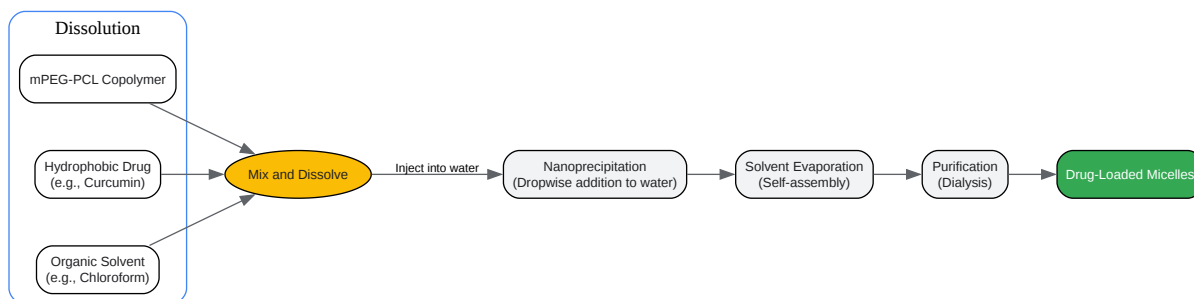 Dissolution
mPEG-PCL Copolymer
Hydrophobic Drug
(e.g., Curcumin)
Organic Solvent
(e.g., Chloroform)
Mix and Dissolve
Inject into water
Nanoprecipitation
(Dropwise addition to water)
Solvent Evaporation
(Self-assembly)
Purification
(Dialysis)
Drug-Loaded Micelles